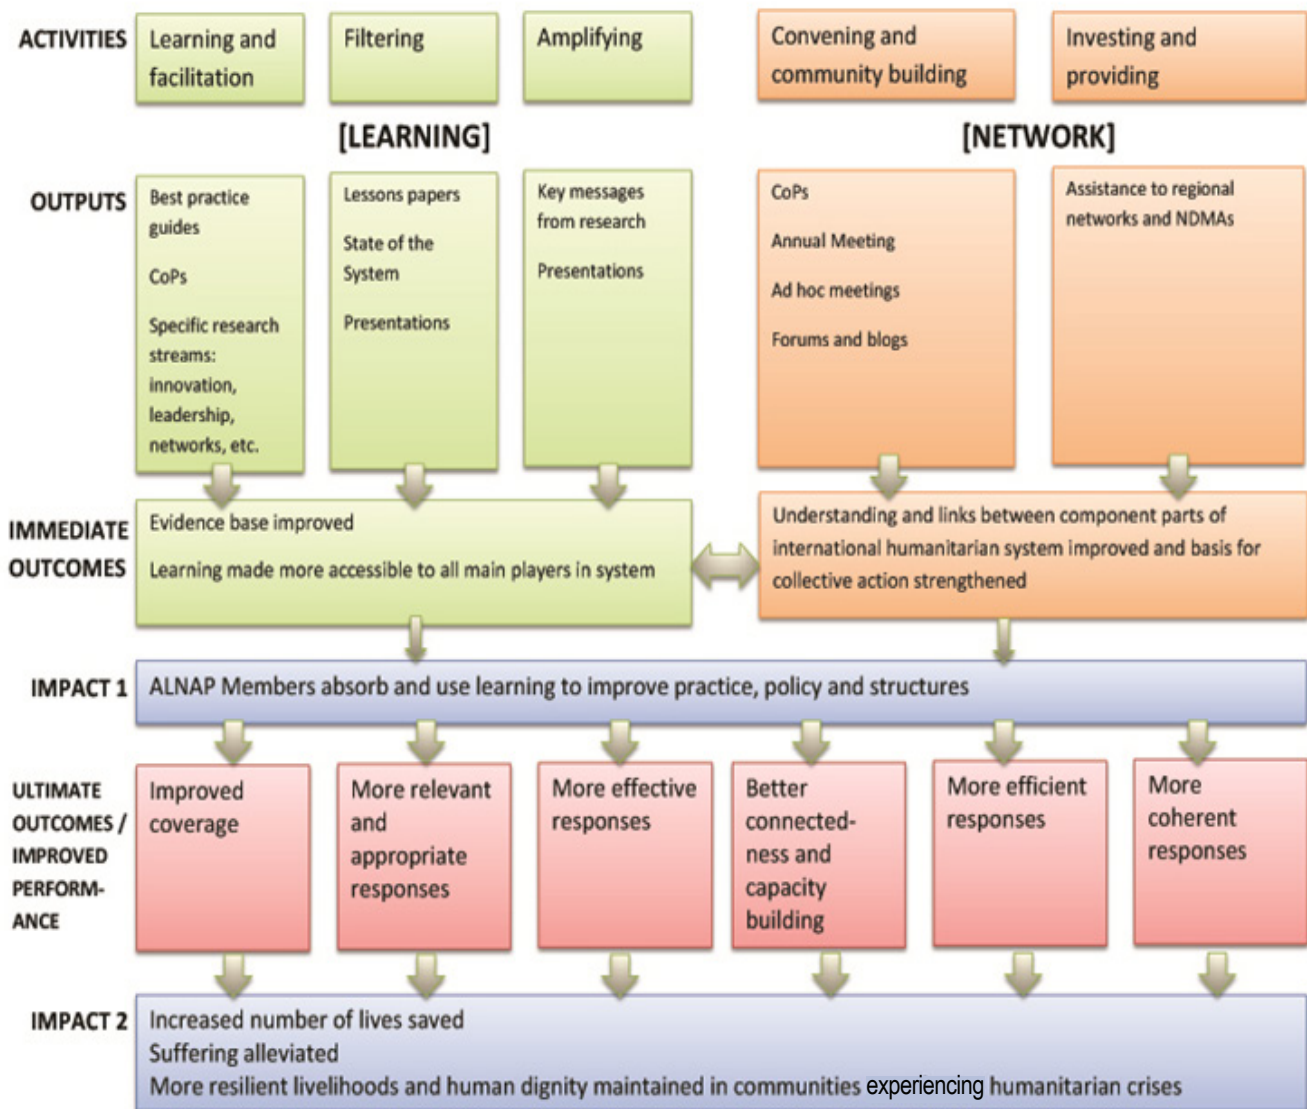 ACTIVITIES
Learning and
facilitation
Filtering
Amplifying
Convening and
community building
Investing and
providing
[LEARNING]
[NETWORK]
OUTPUTS
Best practice
guides
CoPs
Specific research
streams:
innovation,
leadership,
networks, etc.
Lessons papers
State of the
System
Presentations
Key messages
from research
Presentations
CoPs
Annual Meeting
Ad hoc meetings
Forums and blogs
Assistance to regional
networks and NDMAs
IMMEDIATE
OUTCOMES
Evidence base improved
Learning made more accessible to all main players in system
Understanding and links between component parts of
international humanitarian system improved and basis for
collective action strengthened
IMPACT 1
ALNAP Members absorb and use learning to improve practice, policy and structures
ULTIMATE
OUTCOMES /
IMPROVED
PERFORM-
ANCE
Improved
coverage
More relevant
and
appropriate
responses
More effective
responses
Better
connected-
ness and
capacity
building
More efficient
responses
More
coherent
responses
IMPACT 2
Increased number of lives saved
Suffering alleviated
More resilient livelihoods and human dignity maintained in communities experiencing humanitarian crises